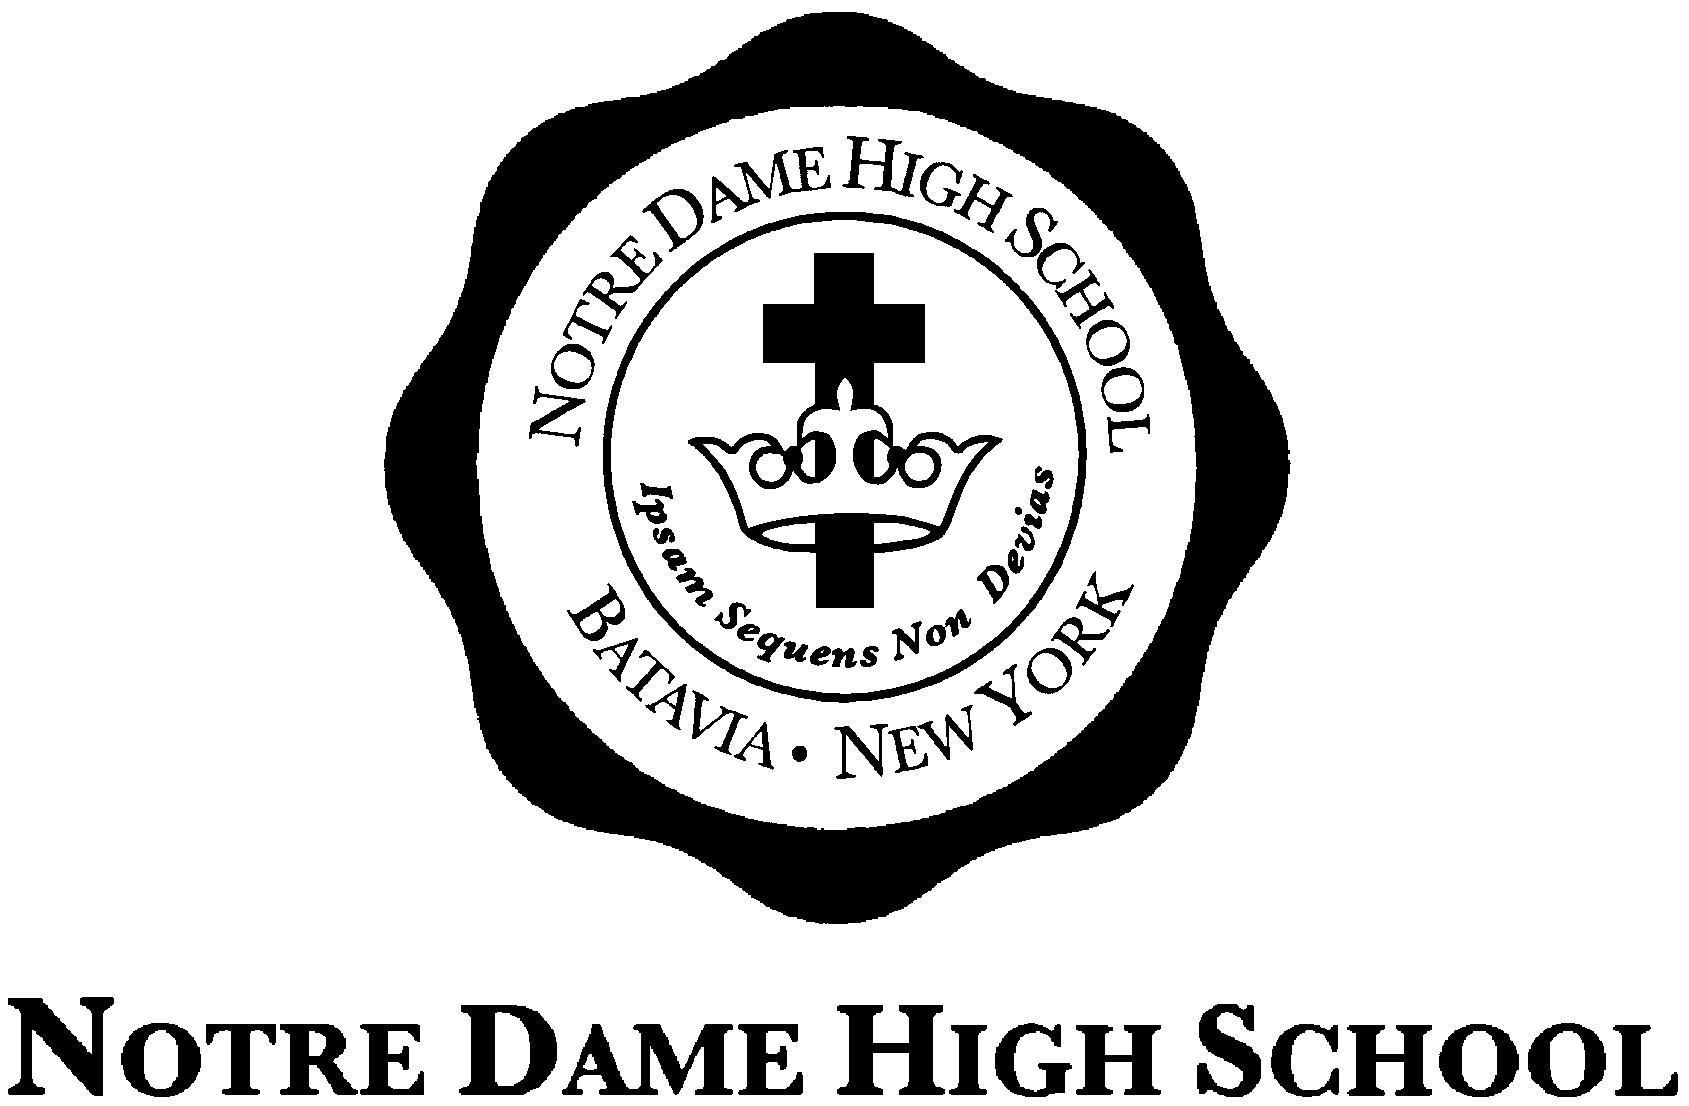 NOTRE DAME HIGH SCHOOL
Ipsam Sequens Non Devias
BATAVIA • NEW YORK
NOTRE DAME HIGH SCHOOL